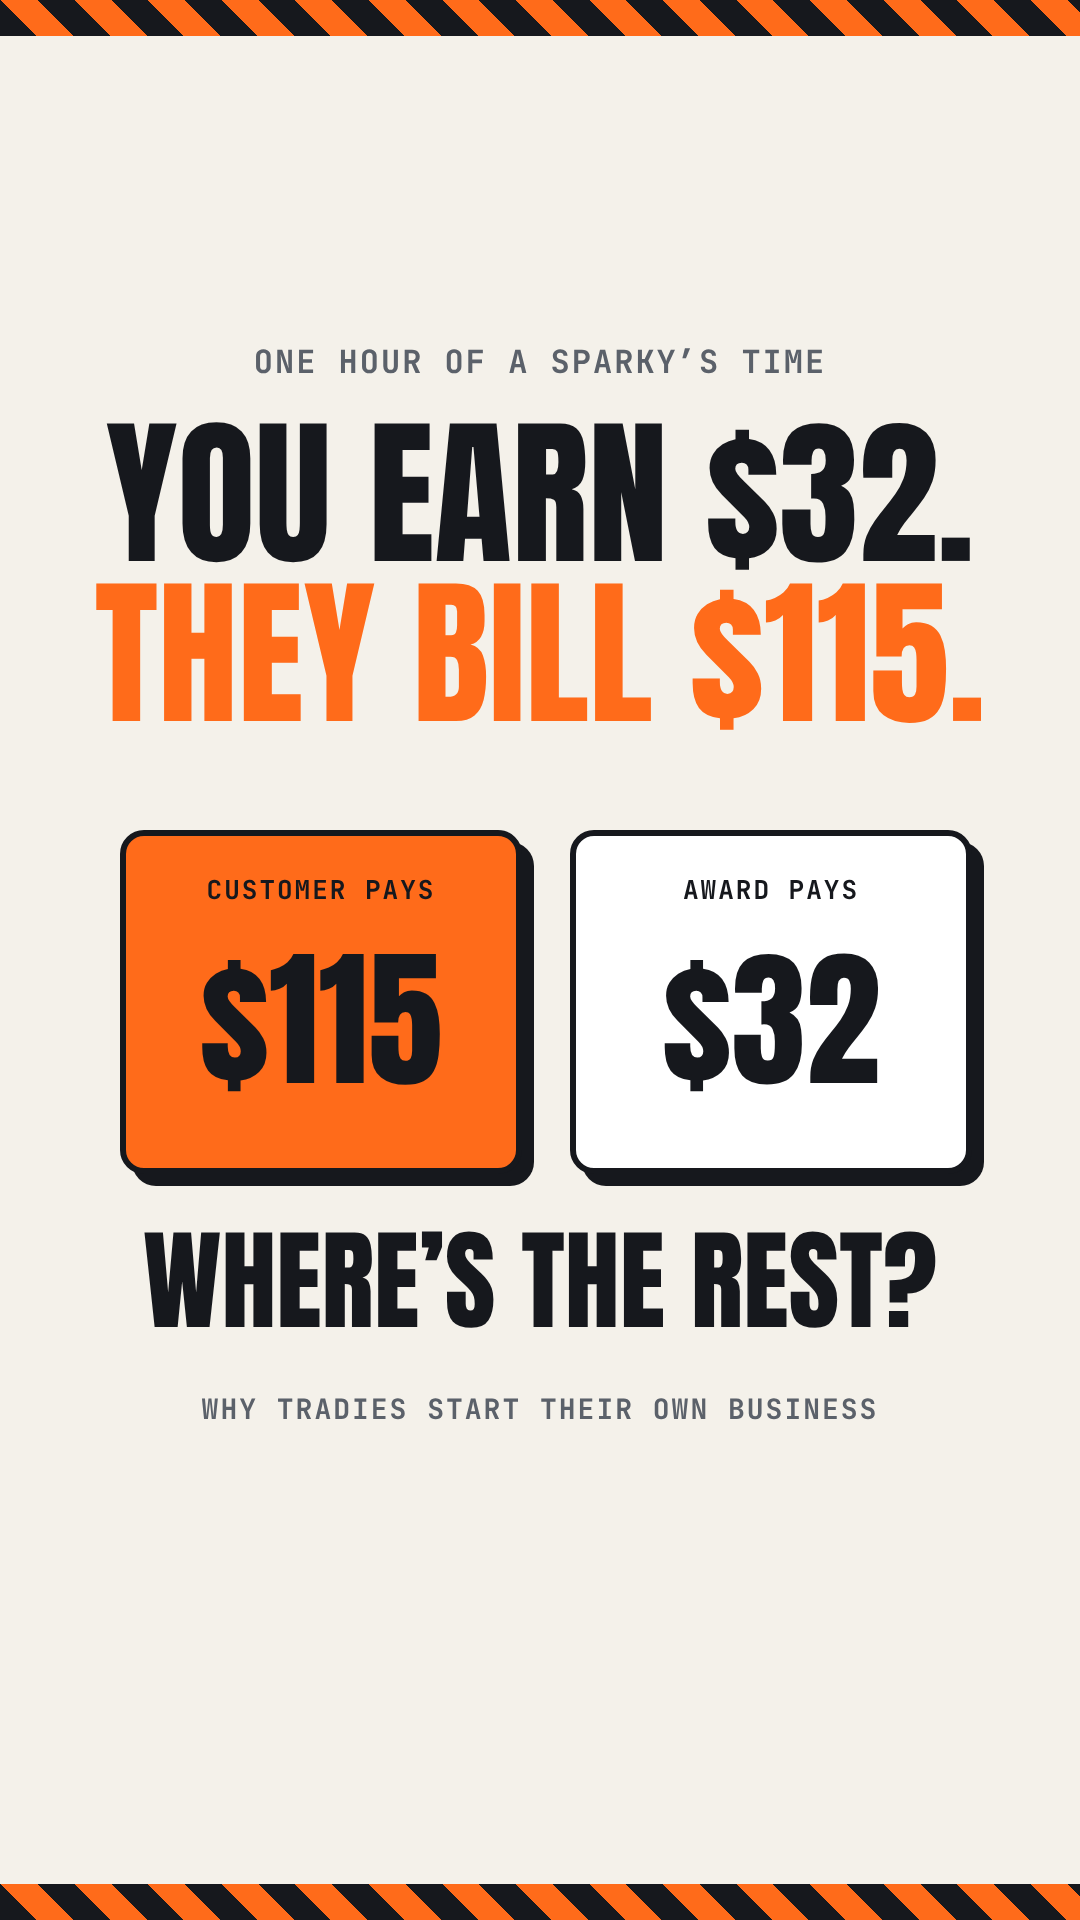 ONE HOUR OF A SPARKY’S TIME
YOU EARN $32.
THEY BILL $115.
CUSTOMER PAYS
$115
AWARD PAYS
$32
WHERE’S THE REST?
WHY TRADIES START THEIR OWN BUSINESS